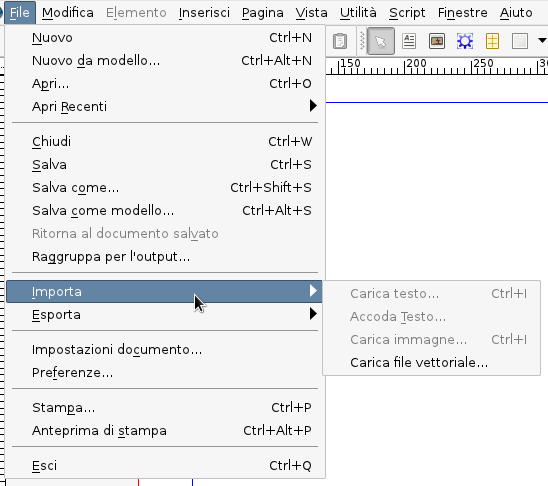 File Modifica Elemento Inserisci Pagina Vista Utilità Script Finestre Aiuto
Nuovo Ctrl+N
Nuovo da modello... Ctrl+Alt+N
Apri... Ctrl+O
Apri Recenti
150 200 250 30
Chiudi Ctrl+W
Salva Ctrl+S
Salva come... Ctrl+Shift+S
Salva come modello... Ctrl+Alt+S
Ritorna al documento salvato
Raggruppa per l'output...
Importa
Carica testo... Ctrl+I
Esporta
Accoda Testo...
Carica immagne... Ctrl+I
Impostazioni documento...
Carica file vettoriale...
Preferenze...
Stampa... Ctrl+P
Anteprima di stampa Ctrl+Alt+P
Esci Ctrl+Q